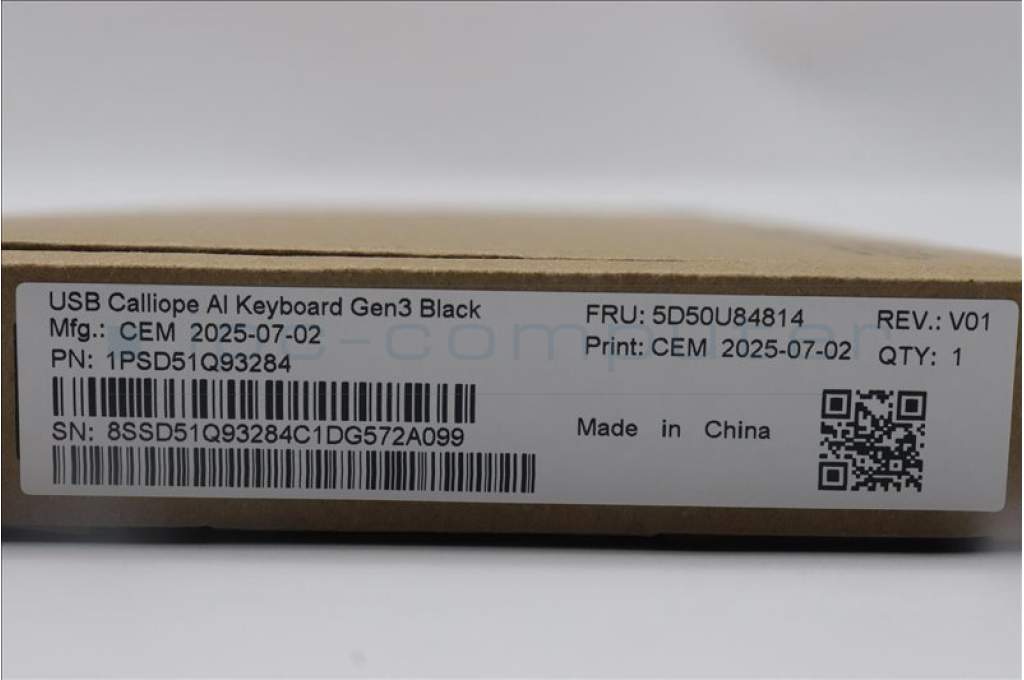 USB Calliope AI Keyboard Gen3 Black
Mfg.: CEM 2025-07-02
PN: 1PSD51Q93284
SN: 8SSD51Q93284C1DG572A099
FRU: 5D50U84814
Print: CEM 2025-07-02
REV.: V01
QTY: 1
Made in China